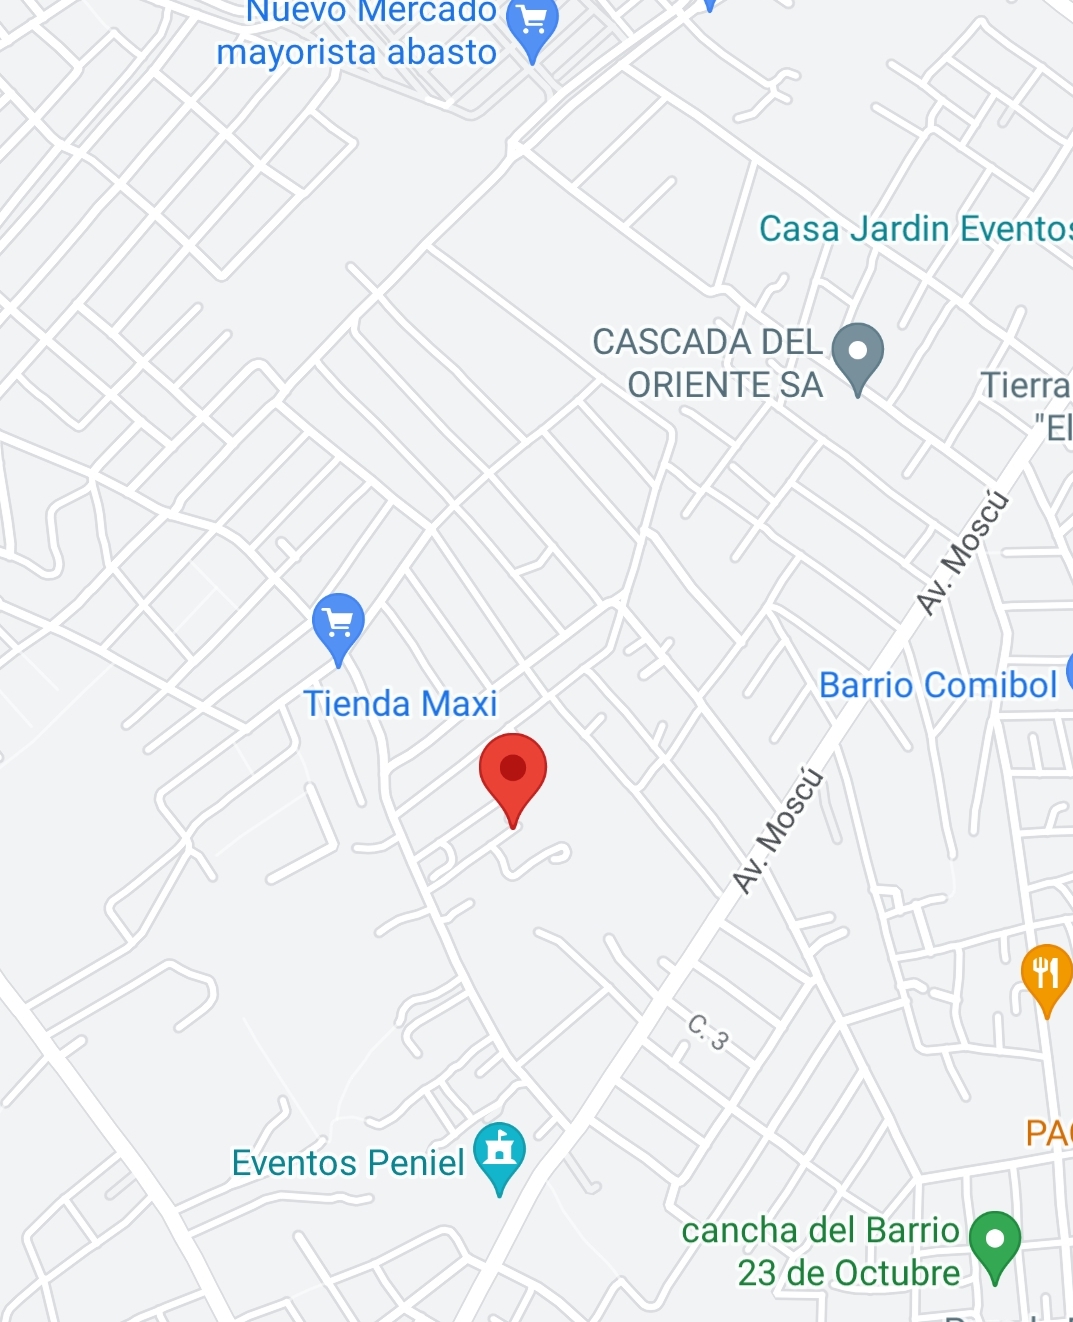 Nuevo Mercado
mayorista abasto
Casa Jardin Eventos
CASCADA DEL
ORIENTE SA
Tierra
"El
Av. Moscú
Tienda Maxi
Barrio Comibol
Av. Moscú
C. 3
PAC
Eventos Peniel
cancha del Barrio
23 de Octubre